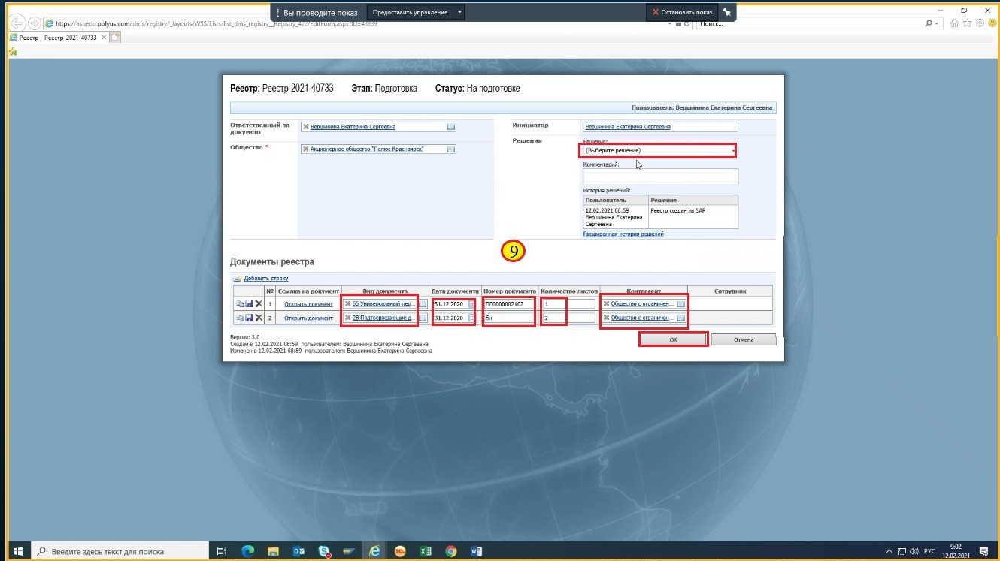 Вы проводите показ
Предоставить управление
Остановить показ
https://asuedo.polyus.com/dms/registry/_layouts/WSS/Lists/list_dms_registry__Registry_472/EditForm.aspx?ID=43839
Поиск...
Реестр - Реестр-2021-40733
Реестр: Реестр-2021-40733 Этап: Подготовка Статус: На подготовке
Пользователь: Вершинина Екатерина Сергеевна
Ответственный за документ
Вершинина Екатерина Сергеевна
Инициатор
Вершинина Екатерина Сергеевна
Общество *
Акционерное общество "Полюс Красноярск"
Решения
Решение:
(Выберите решение)
Комментарий:
История решений:
Пользователь Решение
12.02.2021 08:59 Реестр создан из SAP
Вершинина Екатерина
Сергеевна
Расширенная история решений
9
Документы реестра
Добавить строку
№ Ссылка на документ Вид документа Дата документа Номер документа Количество листов Контрагент Сотрудник
1 Открыть документ 55 Универсальный пер... 31.12.2020 ПГ0000002102 1 Общество с ограничен...
2 Открыть документ 28 Подтверждающие д... 31.12.2020 бн 2 Общество с ограничен...
Версия: 3.0
Создан в 12.02.2021 08:59 пользователем: Вершинина Екатерина Сергеевна
Изменен в 12.02.2021 08:59 пользователем: Вершинина Екатерина Сергеевна
ОК
Отмена
Введите здесь текст для поиска
РУС
9:02
12.02.2021